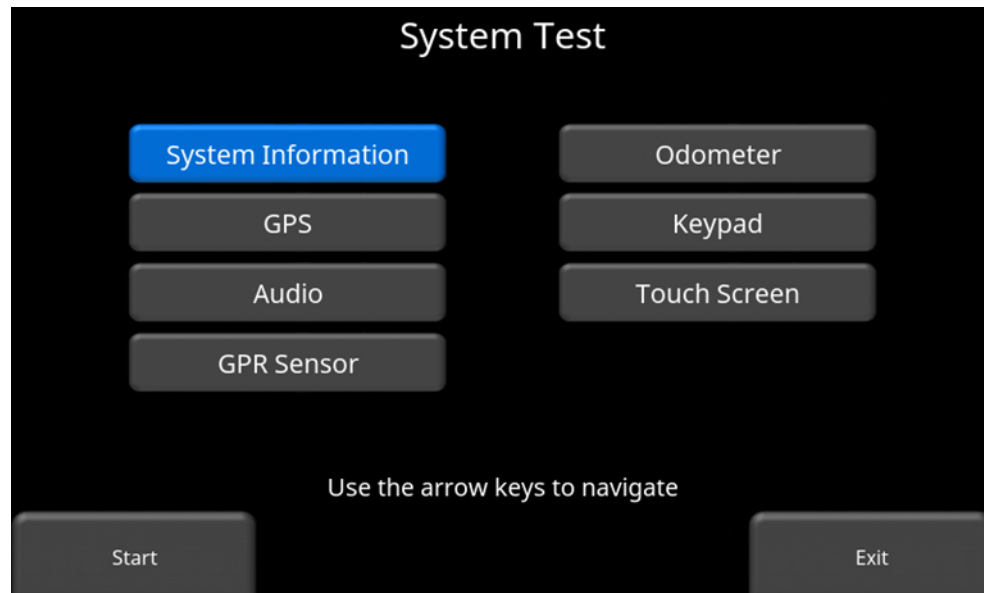 System Test
System Information
Odometer
GPS
Keypad
Audio
Touch Screen
GPR Sensor
Use the arrow keys to navigate
Start
Exit